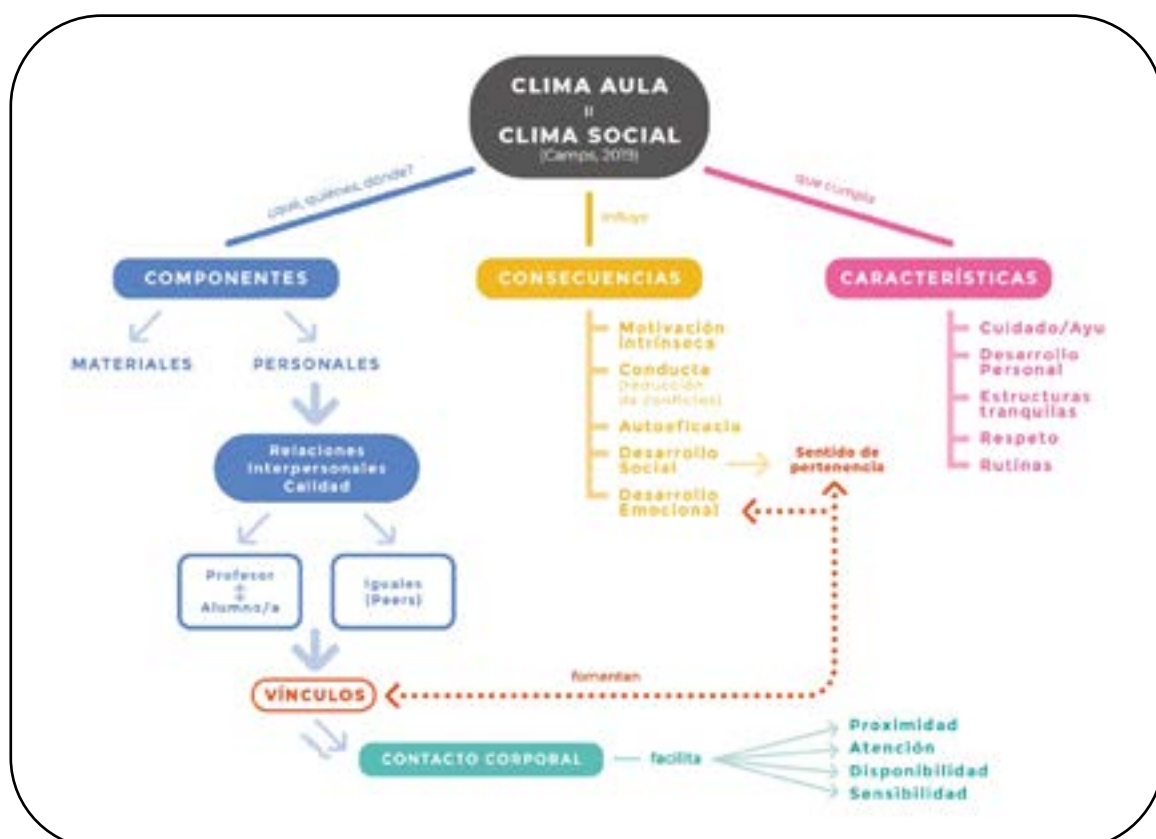 CLIMA AULA
=
CLIMA SOCIAL
(Camps, 2019)
¿qué, quiénes, dónde?
influye
que cumpla
COMPONENTES
CONSECUENCIAS
CARACTERÍSTICAS
MATERIALES
PERSONALES
Relaciones
Interpersonales
Calidad
Profesor
Alumno/a
Iguales
(Peers)
VÍNCULOS
Motivación
intrínseca
Conducta
(reducción
de conflictos)
Autoeficacia
Desarrollo
Social
Desarrollo
Emocional
Sentido de
pertenencia
Cuidado/Ayu
Desarrollo
Personal
Estructuras
tranquilas
Respeto
Rutinas
fomentan
CONTACTO CORPORAL
facilita
Proximidad
Atención
Disponibilidad
Sensibilidad